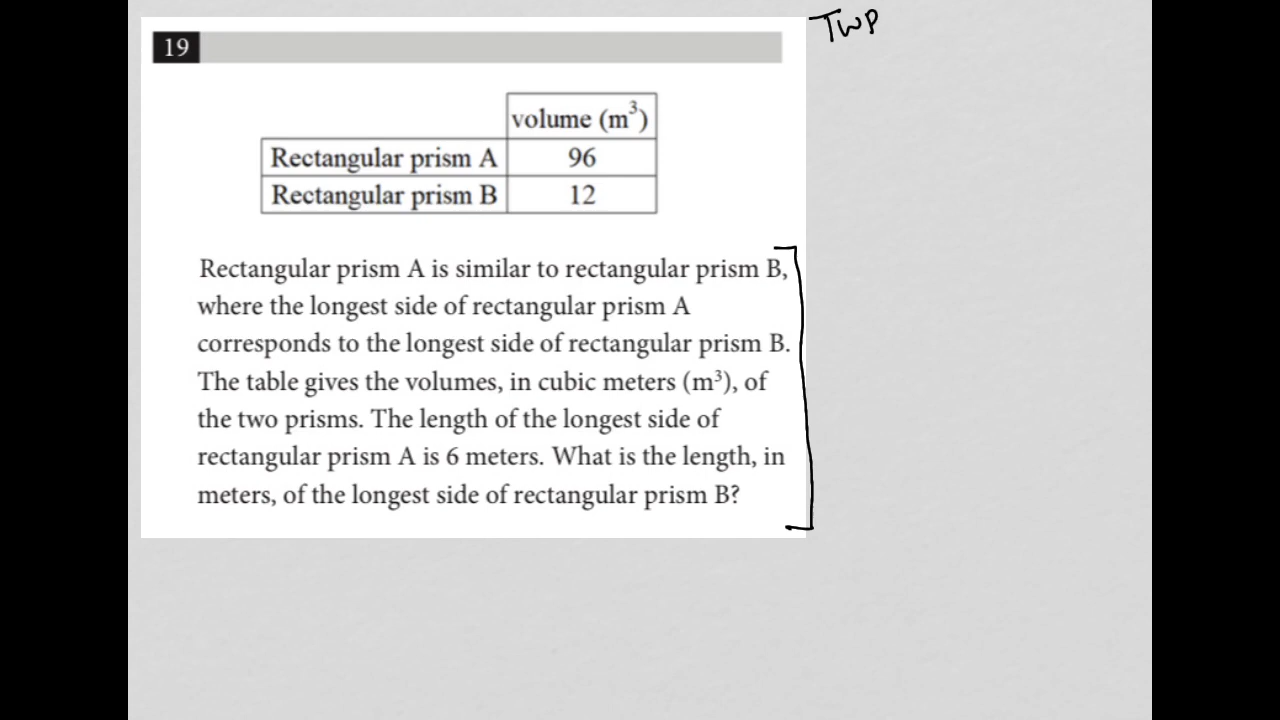 Twp
19
volume (m³)
Rectangular prism A 96
Rectangular prism B 12
Rectangular prism A is similar to rectangular prism B,
where the longest side of rectangular prism A
corresponds to the longest side of rectangular prism B.
The table gives the volumes, in cubic meters (m³), of
the two prisms. The length of the longest side of
rectangular prism A is 6 meters. What is the length, in
meters, of the longest side of rectangular prism B?